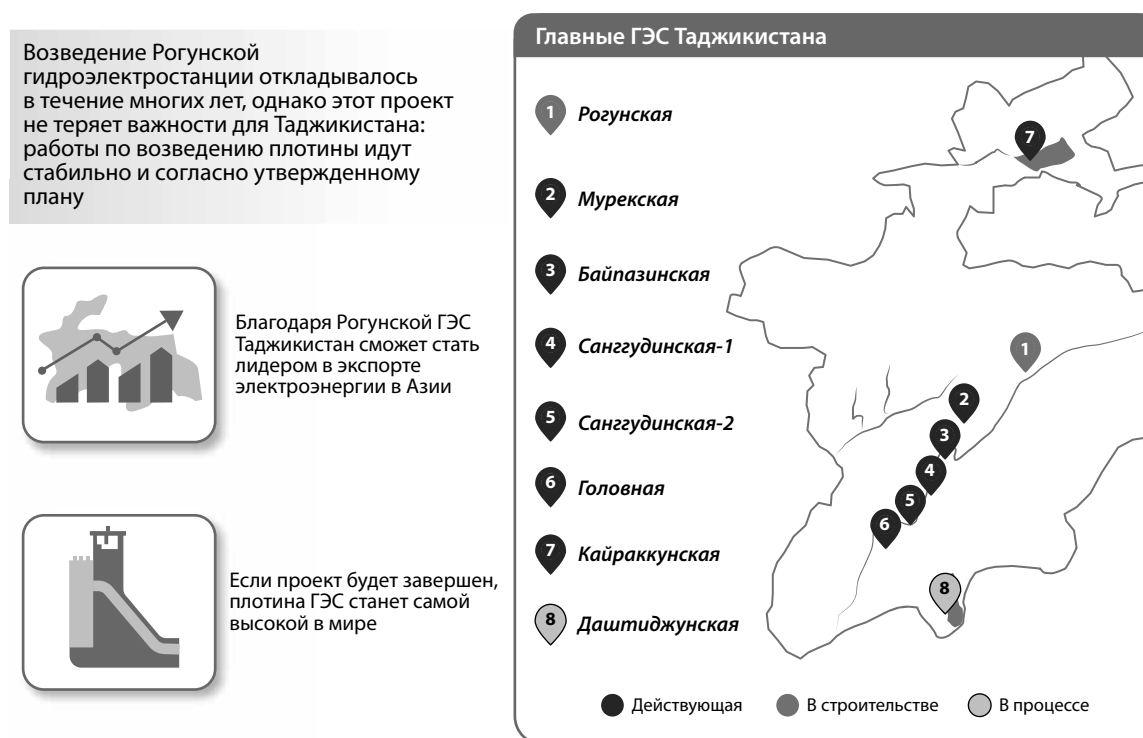 Возведение Рогунской
гидроэлектростанции откладывалось
в течение многих лет, однако этот проект
не теряет важности для Таджикистана:
работы по возведению плотины идут
стабильно и согласно утвержденному
плану
Благодаря Рогунской ГЭС
Таджикистан сможет стать
лидером в экспорте
электроэнергии в Азии
Если проект будет завершен,
плотина ГЭС станет самой
высокой в мире
Главные ГЭС Таджикистана
1 Рогунская
2 Мурекская
3 Байпазинская
4 Санггудинская-1
5 Санггудинская-2
6 Головная
7 Кайраккунская
8 Даштиджунская
7
1
2
3
4
5
6
8
Действующая В строительстве В процессе